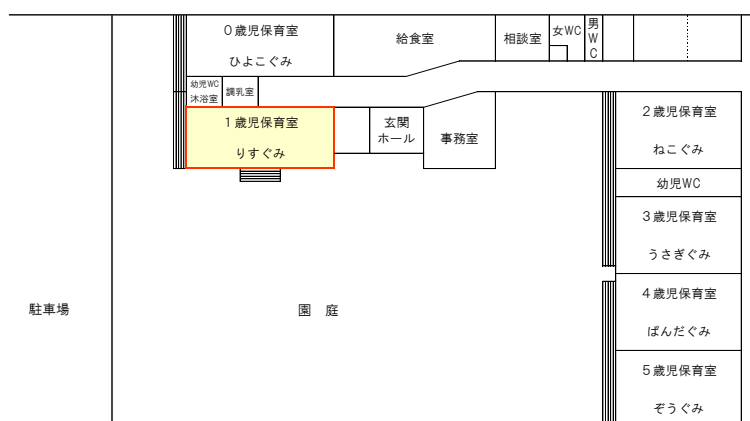 ０歳児保育室
ひよこぐみ
給食室
相談室
女WC
男
W
C
幼児WC
沐浴室
調乳室
１歳児保育室
りすぐみ
玄関
ホール
事務室
２歳児保育室
ねこぐみ
幼児WC
３歳児保育室
うさぎぐみ
４歳児保育室
ぱんだぐみ
５歳児保育室
ぞうぐみ
駐車場
園　庭